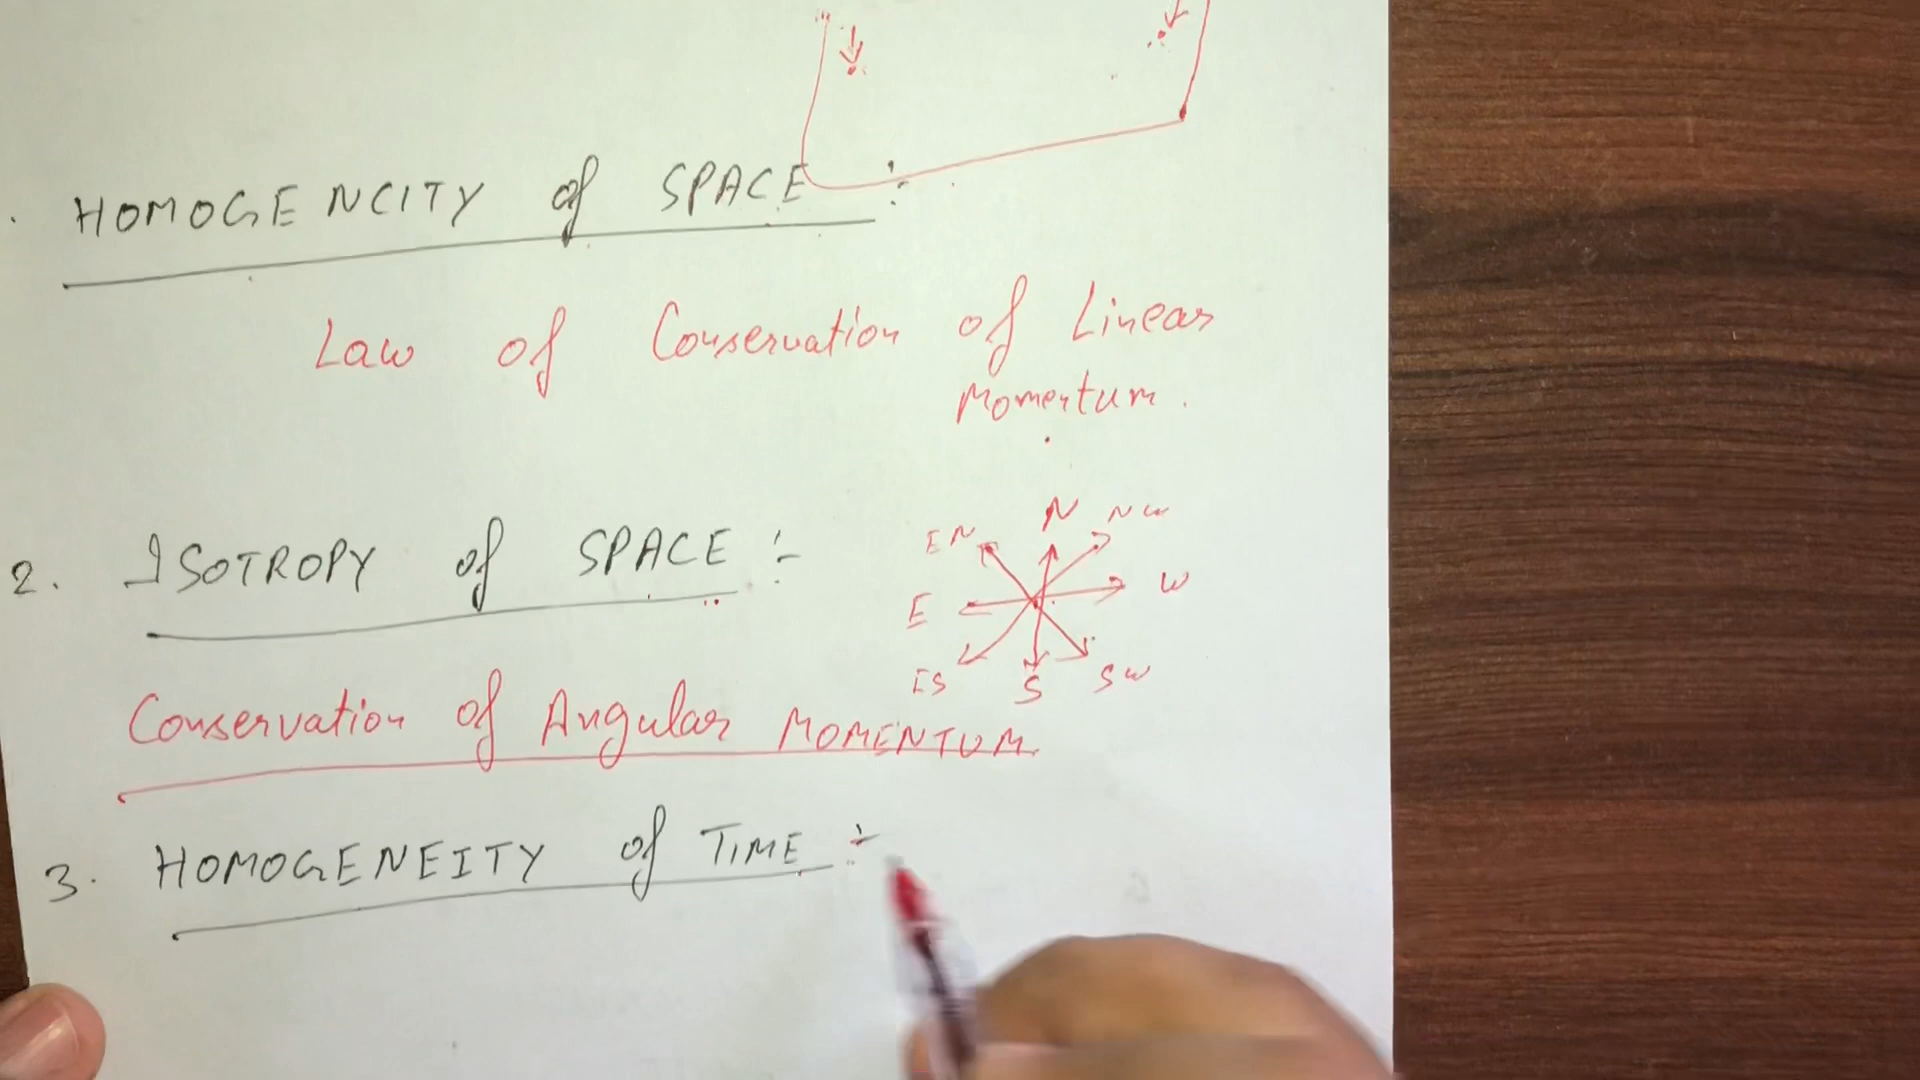 . HOMOGENCITY of SPACE :-
Law of Conservation of Linear
Momentum.
2. ISOTROPY of SPACE :-
EN N NW
E W
ES S SW
Conservation of Angular MOMENTUM.
3. HOMOGENEITY of TIME :-